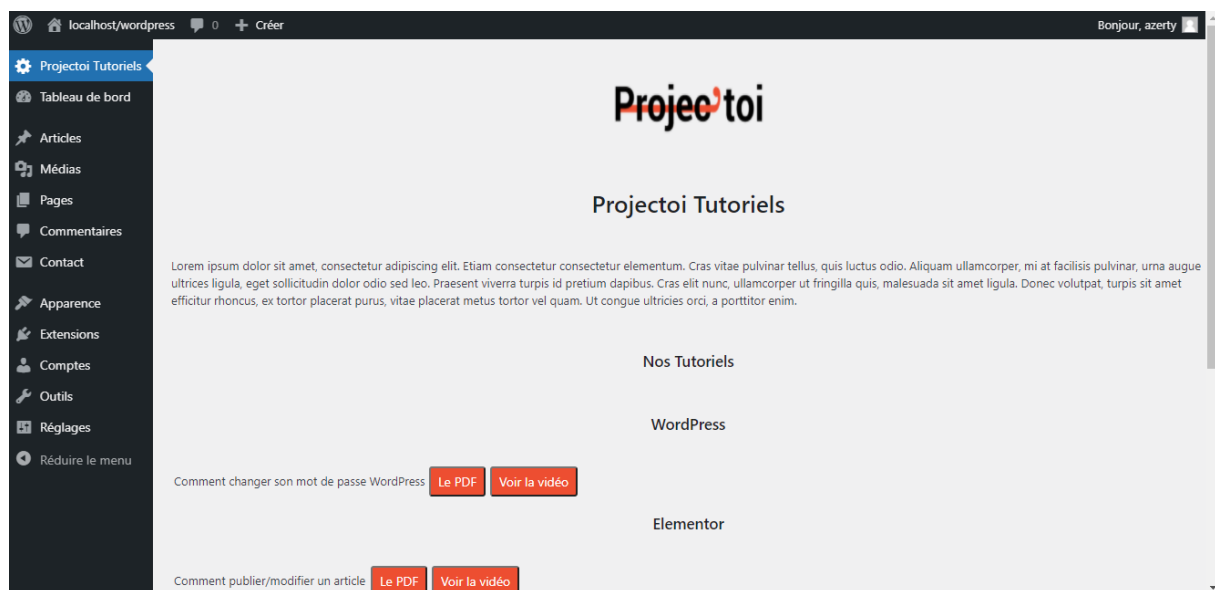 localhost/wordpress 0 + Créer Bonjour, azerty
Projectoi Tutoriels
Tableau de bord
Articles
Médias
Pages
Commentaires
Contact
Apparence
Extensions
Comptes
Outils
Réglages
Réduire le menu
Projec'toi
Projectoi Tutoriels
Lorem ipsum dolor sit amet, consectetur adipiscing elit. Etiam consectetur consectetur elementum. Cras vitae pulvinar tellus, quis luctus odio. Aliquam ullamcorper, mi at facilisis pulvinar, urna augue
ultrices ligula, eget sollicitudin dolor odio sed leo. Praesent viverra turpis id pretium dapibus. Cras elit nunc, ullamcorper ut fringilla quis, malesuada sit amet ligula. Donec volutpat, turpis sit amet
efficitur rhoncus, ex tortor placerat purus, vitae placerat metus tortor vel quam. Ut congue ultricies orci, a porttitor enim.
Nos Tutoriels
WordPress
Comment changer son mot de passe WordPress Le PDF Voir la vidéo
Elementor
Comment publier/modifier un article Le PDF Voir la vidéo